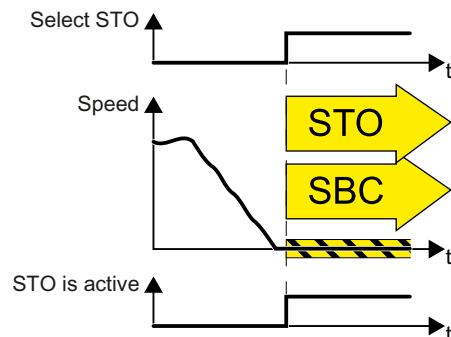 Select STO
t
Speed
STO
SBC
t
STO is active
t